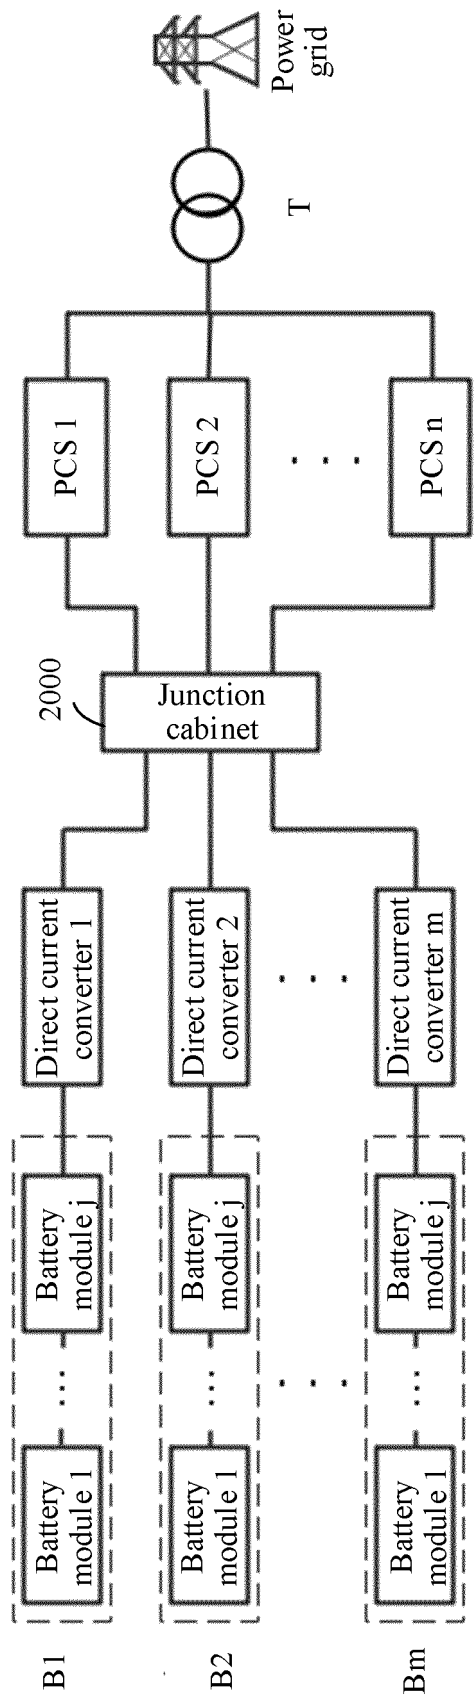 B1
Battery
module 1
...
Battery
module j
Direct current
converter 1
B2
Battery
module 1
...
Battery
module j
Direct current
converter 2
Bm
Battery
module 1
...
Battery
module j
Direct current
converter m
2000
Junction
cabinet
PCS 1
PCS 2
PCS n
T
Power
grid